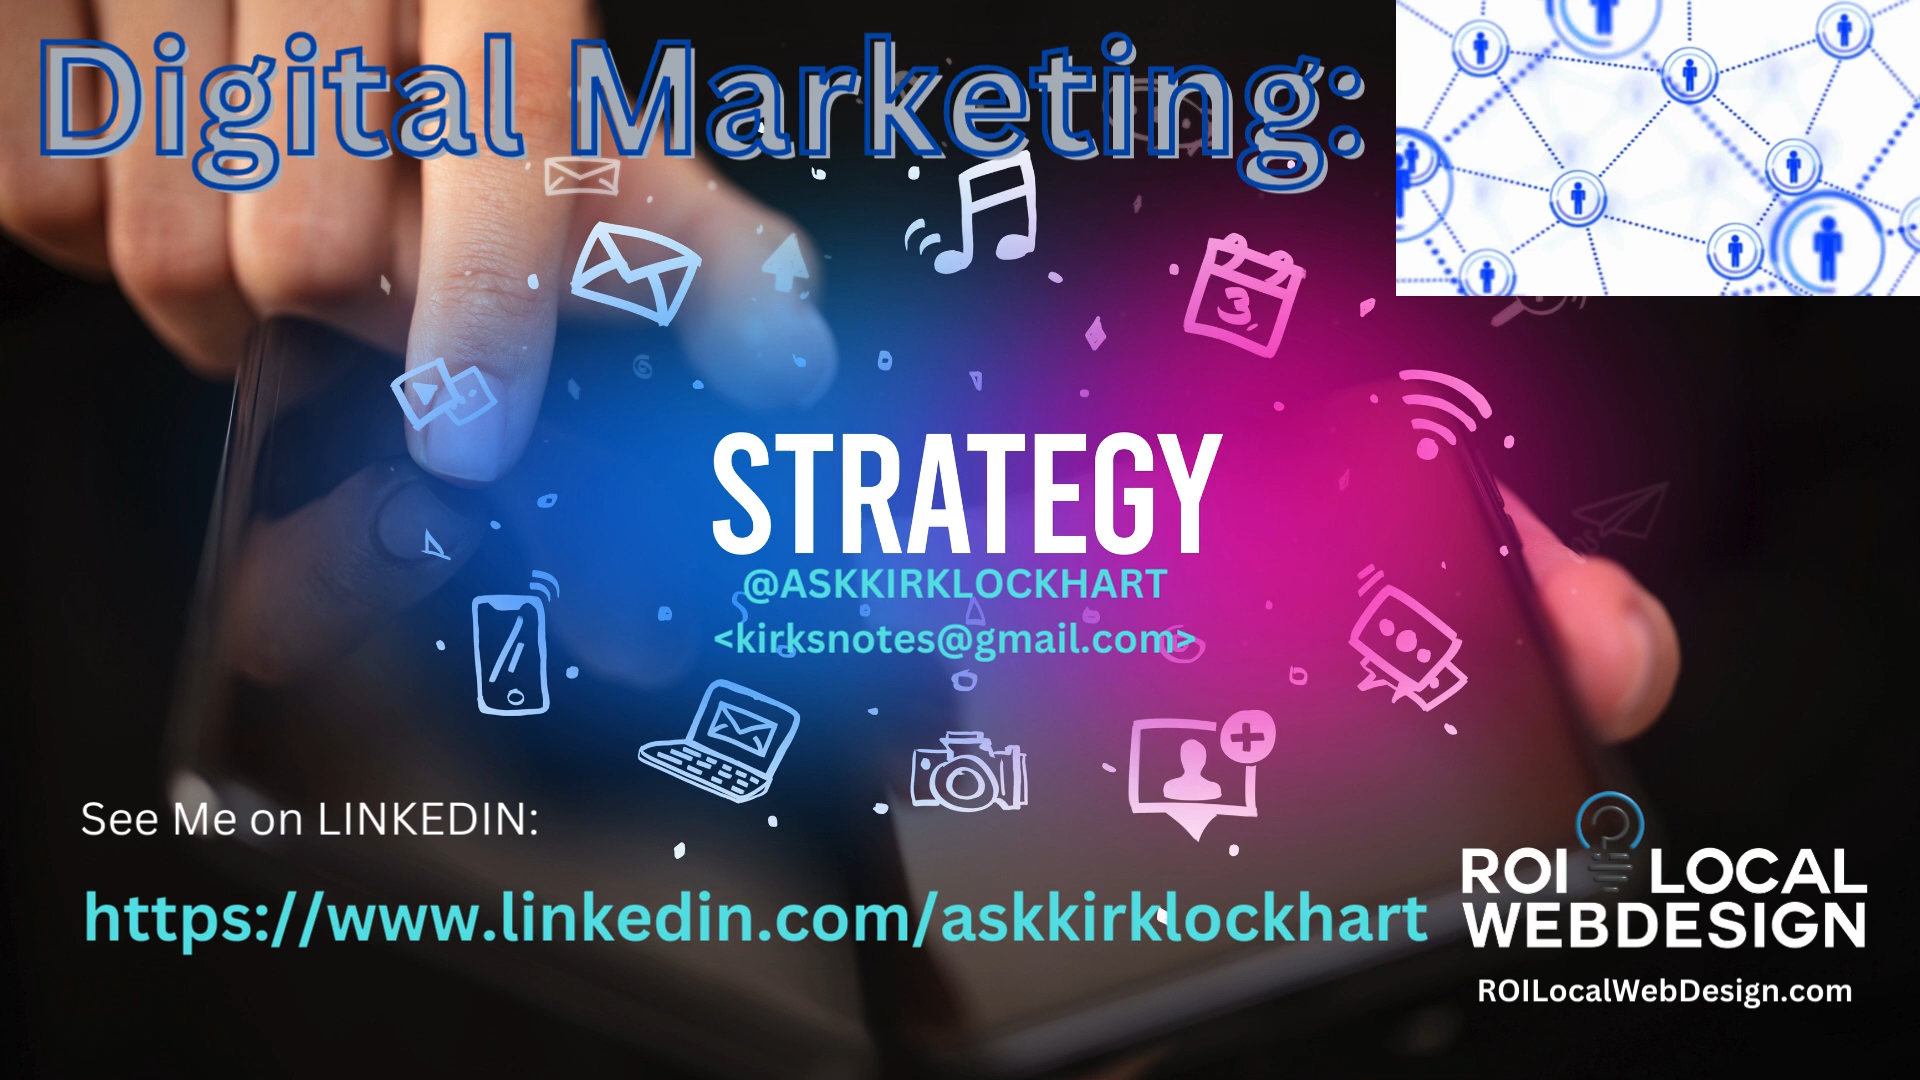 Digital Marketing:
3
STRATEGY
@ASKKIRKLOCKHART
<kirksnotes@gmail.com>
See Me on LINKEDIN:
https://www.linkedin.com/askkirklockhart
ROI LOCAL
WEBDESIGN
ROILocalWebDesign.com